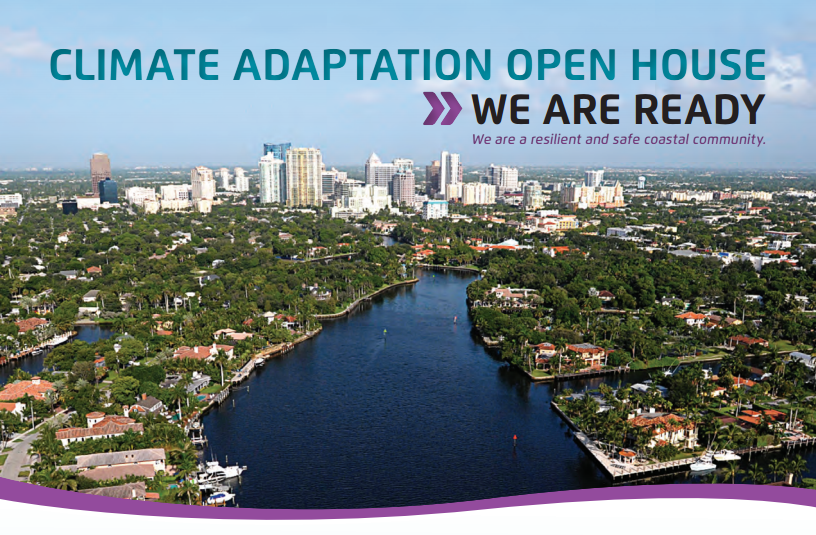 CLIMATE ADAPTATION OPEN HOUSE
WE ARE READY
We are a resilient and safe coastal community.